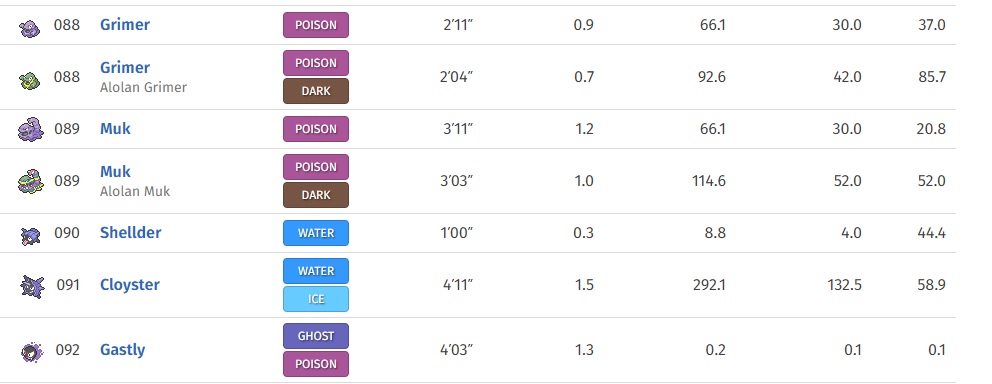 088 Grimer POISON 2′11″ 0.9 66.1 30.0 37.0
088 Grimer Alolan Grimer POISON DARK 2′04″ 0.7 92.6 42.0 85.7
089 Muk POISON 3′11″ 1.2 66.1 30.0 20.8
089 Muk Alolan Muk POISON DARK 3′03″ 1.0 114.6 52.0 52.0
090 Shellder WATER 1′00″ 0.3 8.8 4.0 44.4
091 Cloyster WATER ICE 4′11″ 1.5 292.1 132.5 58.9
092 Gastly GHOST POISON 4′03″ 1.3 0.2 0.1 0.1